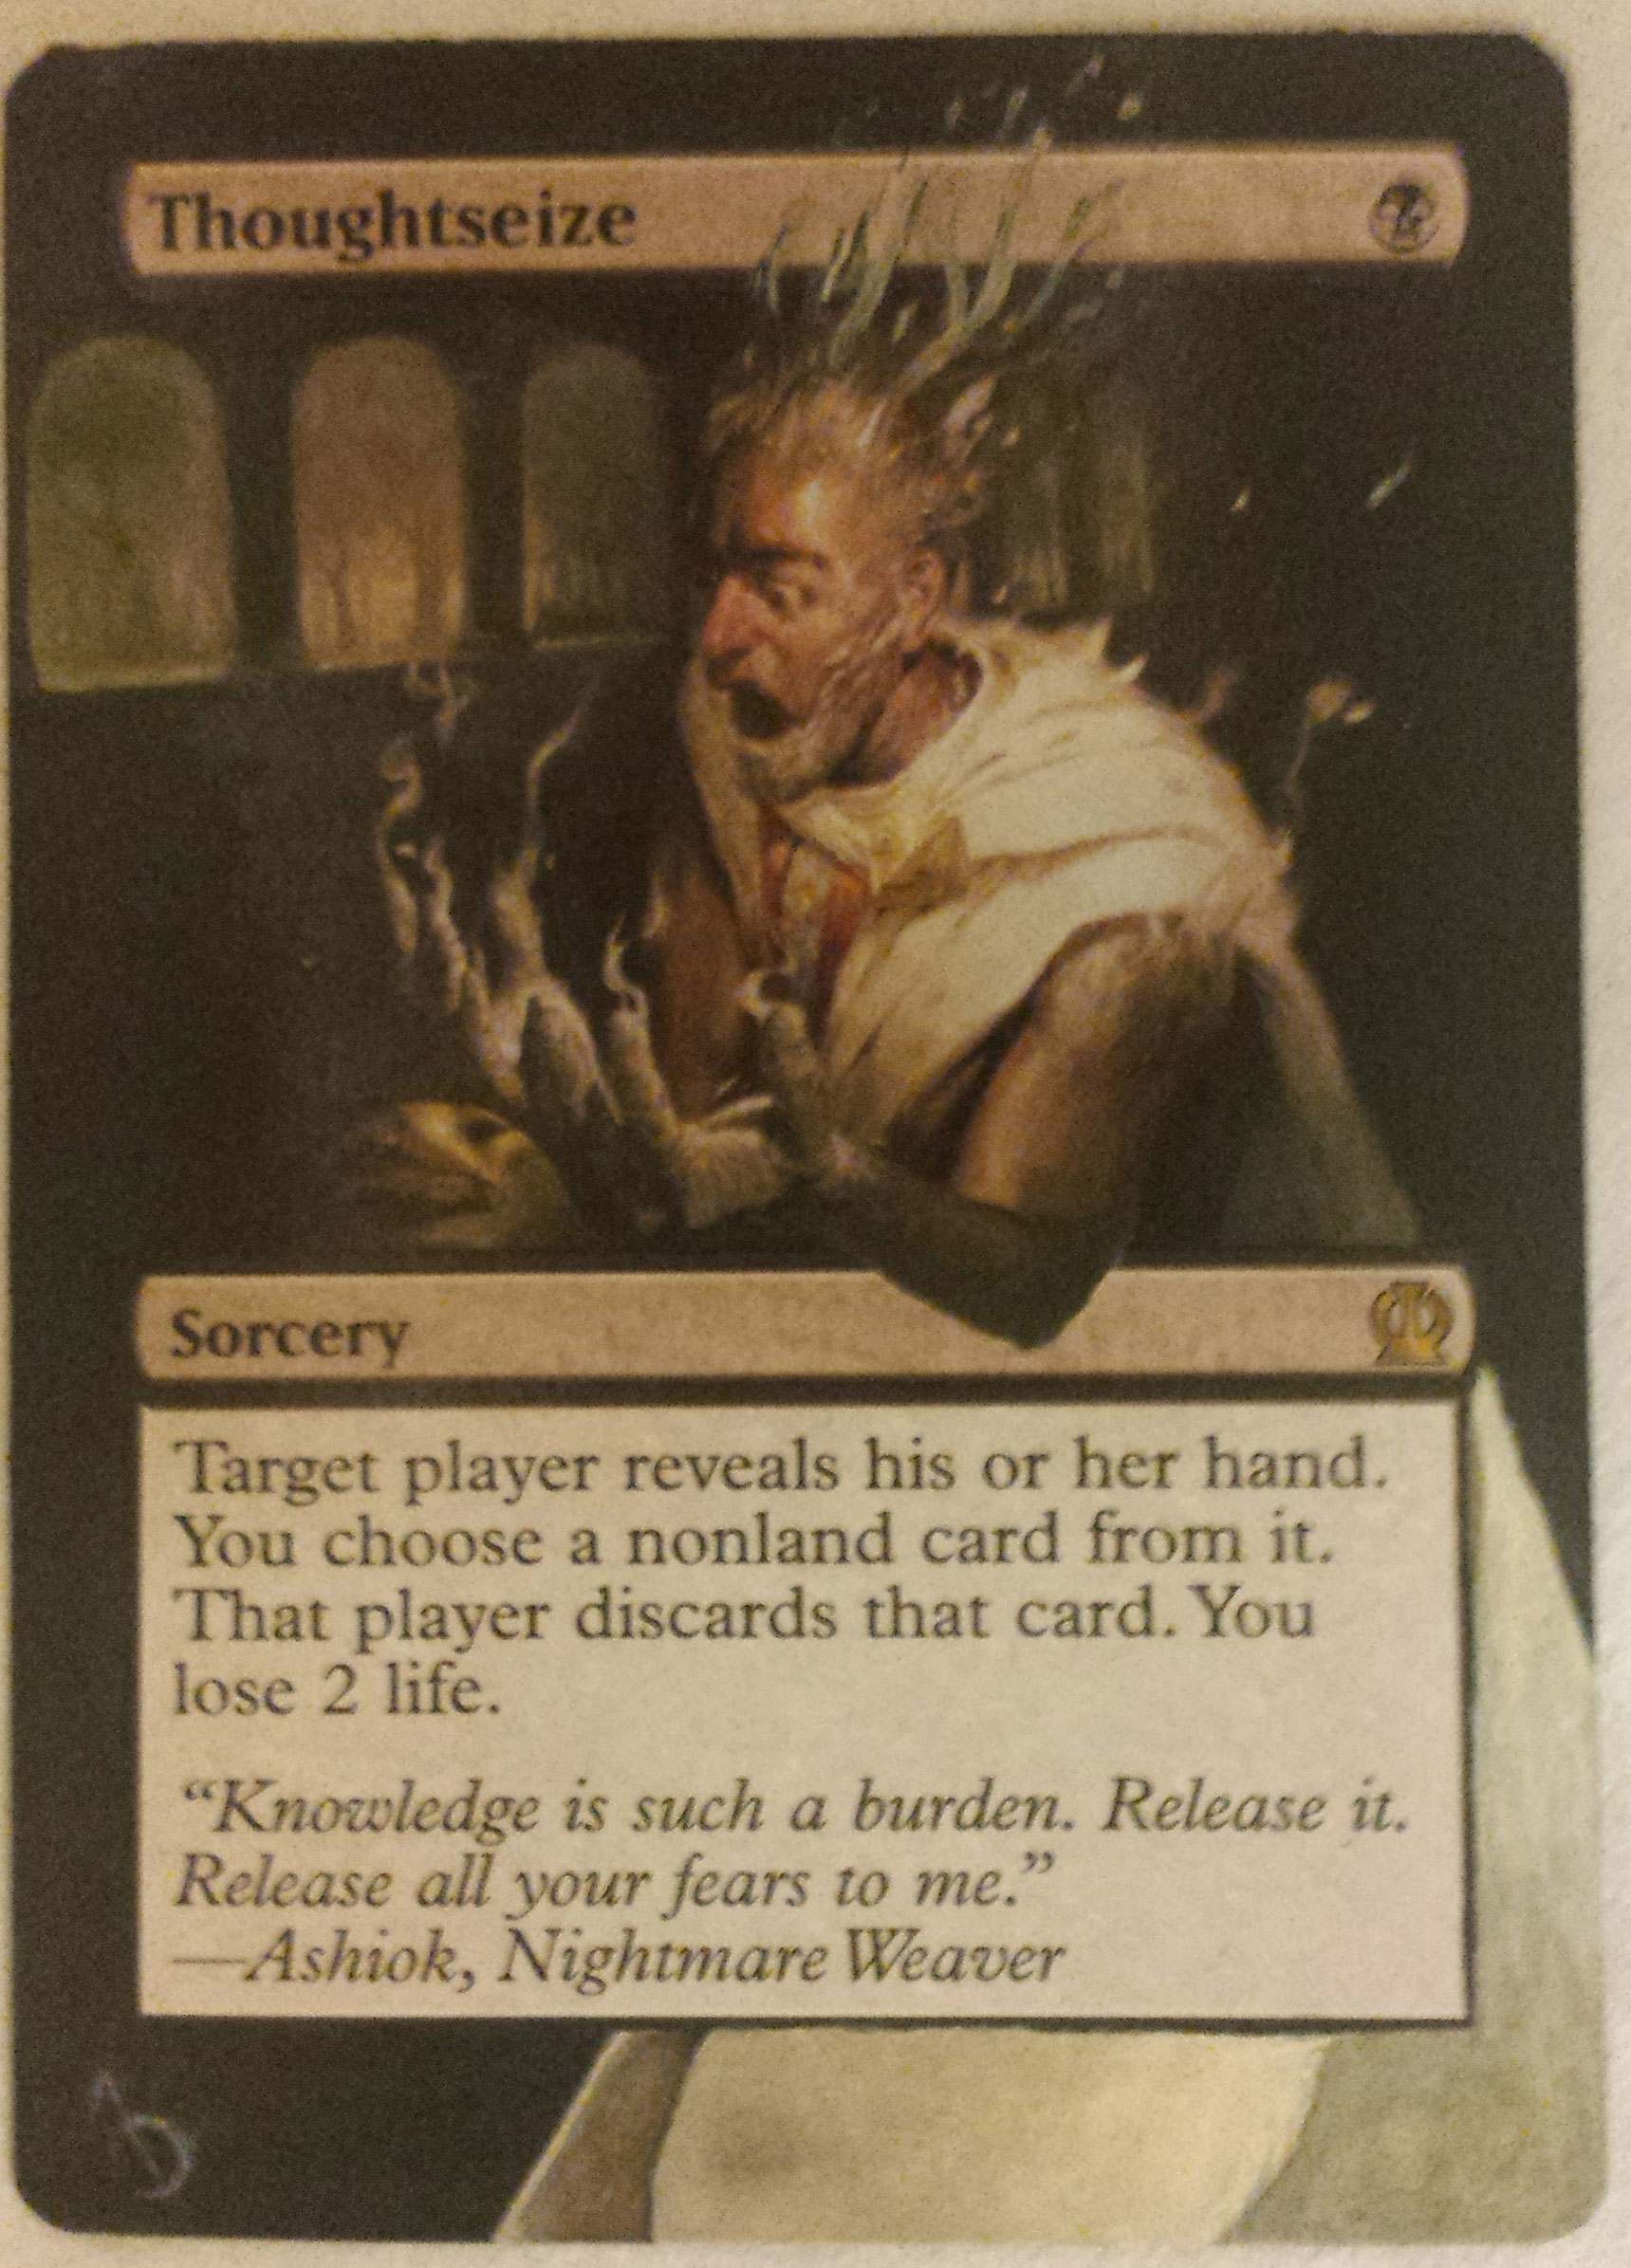 Thoughtseize
Sorcery
Target player reveals his or her hand.
You choose a nonland card from it.
That player discards that card. You
lose 2 life.
“Knowledge is such a burden. Release it.
Release all your fears to me.”
—Ashiok, Nightmare Weaver